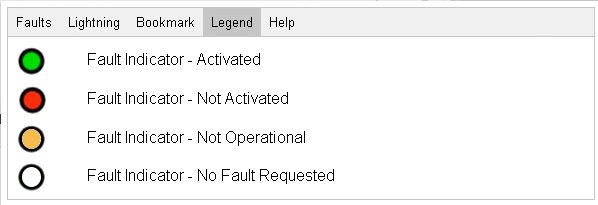 Faults Lightning Bookmark Legend Help
Fault Indicator - Activated
Fault Indicator - Not Activated
Fault Indicator - Not Operational
Fault Indicator - No Fault Requested